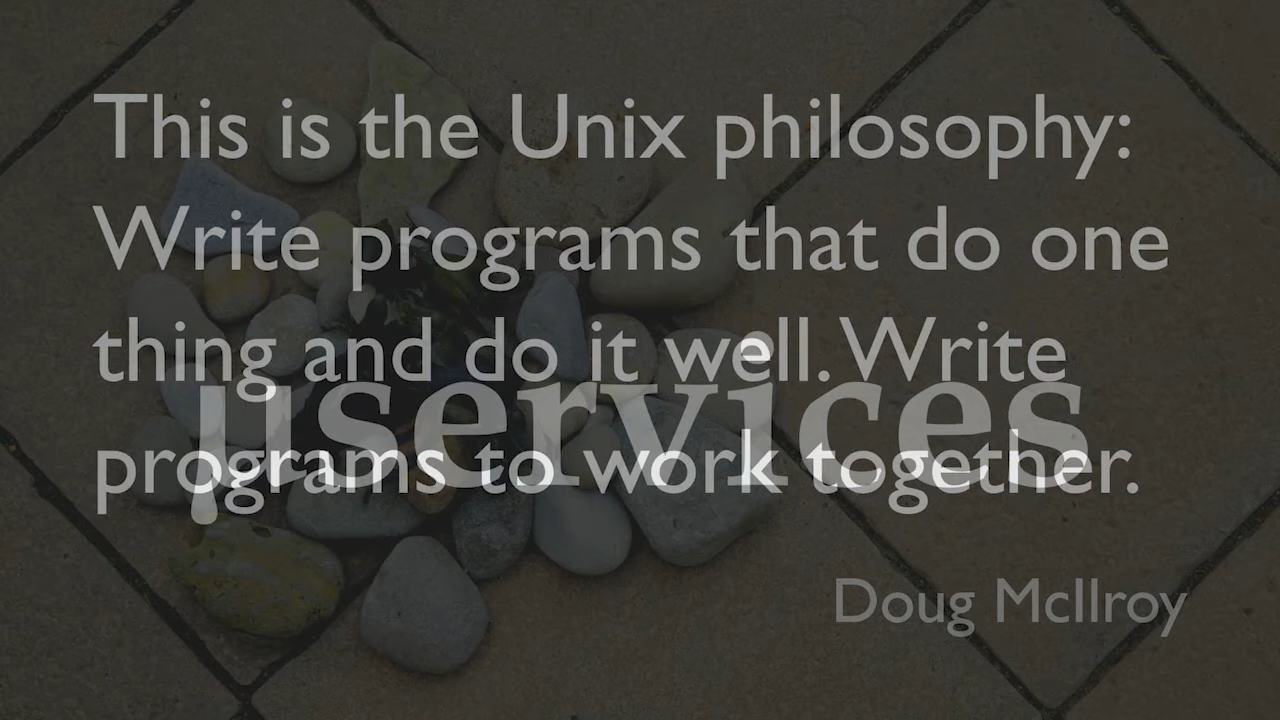 This is the Unix philosophy:
Write programs that do one
thing and do it well. Write
µservices
programs to work together.
Doug McIlroy